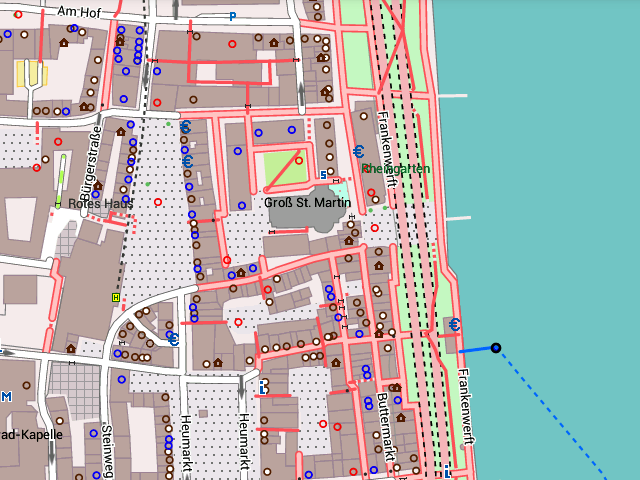 Am Hof
P
Bürgerstraße
Frankenwerft
Rheingarten
S
Rotes Haus
Groß St. Martin
H
L
M
ad-Kapelle
Steinweg
Heumarkt
Heumarkt
Buttermarkt
Frankenwerft
L